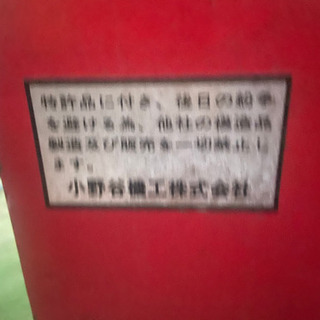 特許品に付き、後日の紛争
を避ける為、他社の模造品
製造及び販売を一切禁止し
ます。
小野谷機工株式会社